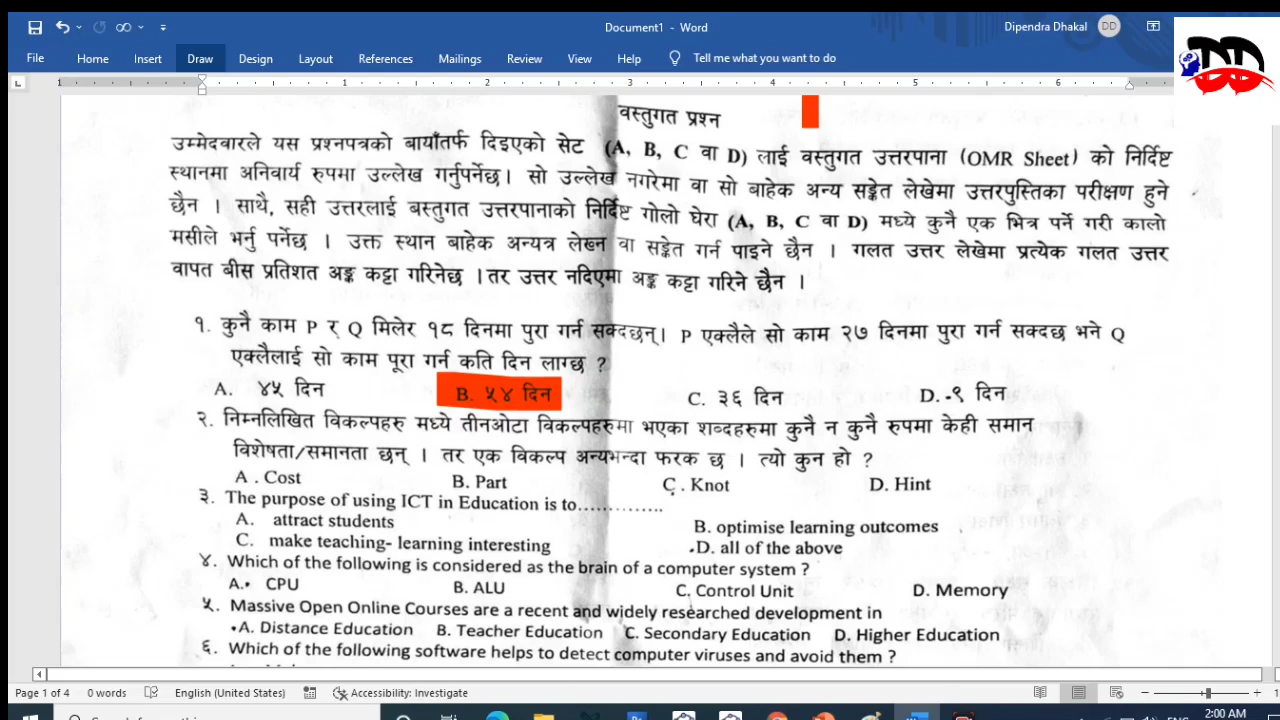 Document1 - Word
Dipendra Dhakal DD
File Home Insert Draw Design Layout References Mailings Review View Help Tell me what you want to do
DD
1 1 2 3 4 5 6
वस्तुगत प्रश्न
उम्मेदवारले यस प्रश्नपत्रको बायाँतर्फ दिइएको सेट (A, B, C वा D) लाई वस्तुगत उत्तरपाना (OMR Sheet) को निर्दिष्ट
स्थानमा अनिवार्य रुपमा उल्लेख गर्नुपर्नेछ। सो उल्लेख नगरेमा वा सो बाहेक अन्य सङ्केत लेखेमा उत्तरपुस्तिका परीक्षण हुने
छैन । साथै, सही उत्तरलाई बस्तुगत उत्तरपानाको निर्दिष्ट गोलो घेरा (A, B, C वा D) मध्ये कुनै एक भित्र पर्ने गरी कालो
मसीले भर्नु पर्नेछ । उक्त स्थान बाहेक अन्यत्र लेख्न वा सङ्केत गर्न पाइने छैन । गलत उत्तर लेखेमा प्रत्येक गलत उत्तर
वापत बीस प्रतिशत अङ्क कट्टा गरिनेछ ।तर उत्तर नदिएमा अङ्क कट्टा गरिने छैन ।
१. कुनै काम P र Q मिलेर १८ दिनमा पुरा गर्न सक्दछन्। P एक्लैले सो काम २७ दिनमा पुरा गर्न सक्दछ भने Q
एक्लैलाई सो काम पूरा गर्न कति दिन लाग्छ ?
A. ४५ दिन B. ५४ दिन C. ३६ दिन D. ९ दिन
२. निम्नलिखित विकल्पहरु मध्ये तीनओटा विकल्पहरुमा भएका शब्दहरुमा कुनै न कुनै रुपमा केही समान
विशेषता/समानता छन् । तर एक विकल्प अन्यभन्दा फरक छ । त्यो कुन हो ?
A . Cost B. Part C . Knot D. Hint
३. The purpose of using ICT in Education is to..............
A. attract students B. optimise learning outcomes
C. make teaching- learning interesting D. all of the above
४. Which of the following is considered as the brain of a computer system ?
A. CPU B. ALU C. Control Unit D. Memory
५. Massive Open Online Courses are a recent and widely researched development in
A. Distance Education B. Teacher Education C. Secondary Education D. Higher Education
६. Which of the following software helps to detect computer viruses and avoid them ?
Page 1 of 4 0 words English (United States) Accessibility: Investigate
2:00 AM